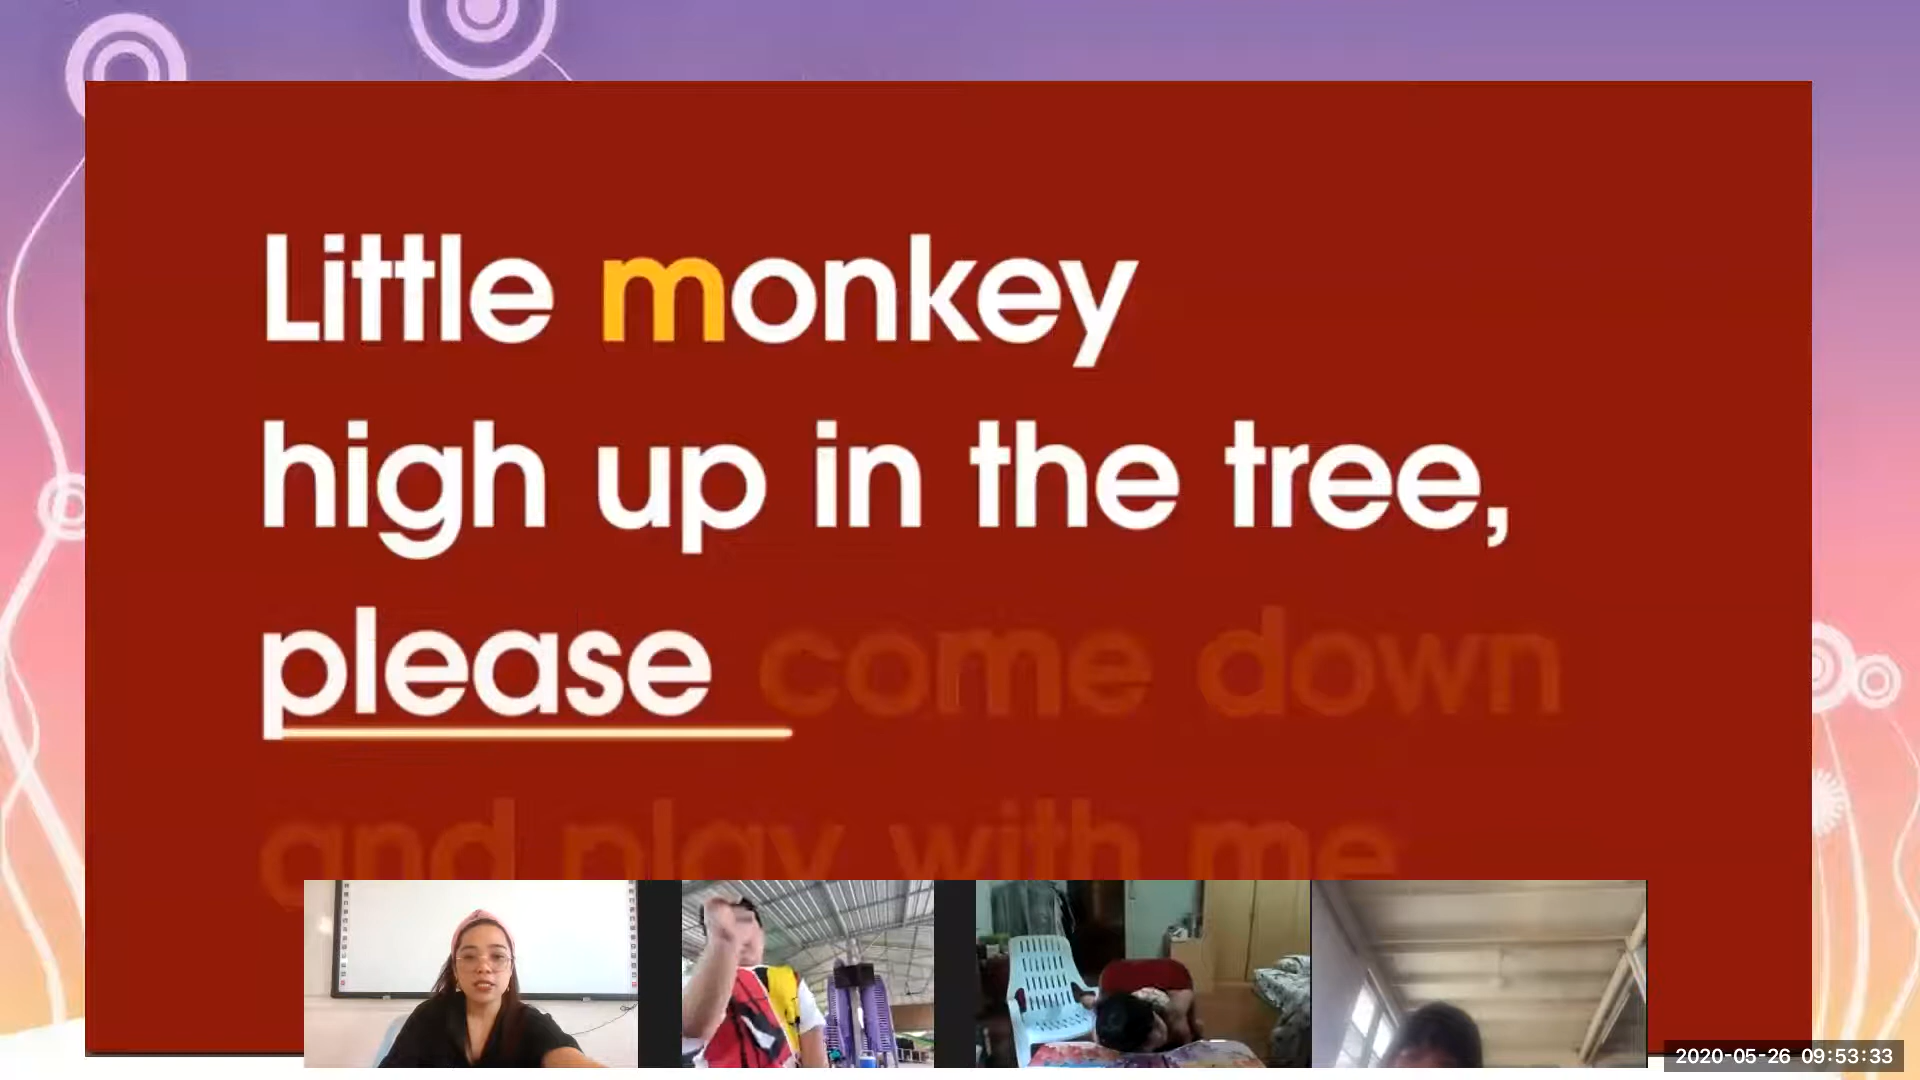 Little monkey
high up in the tree,
please come down
and play with me
2020-05-26 09:53:33